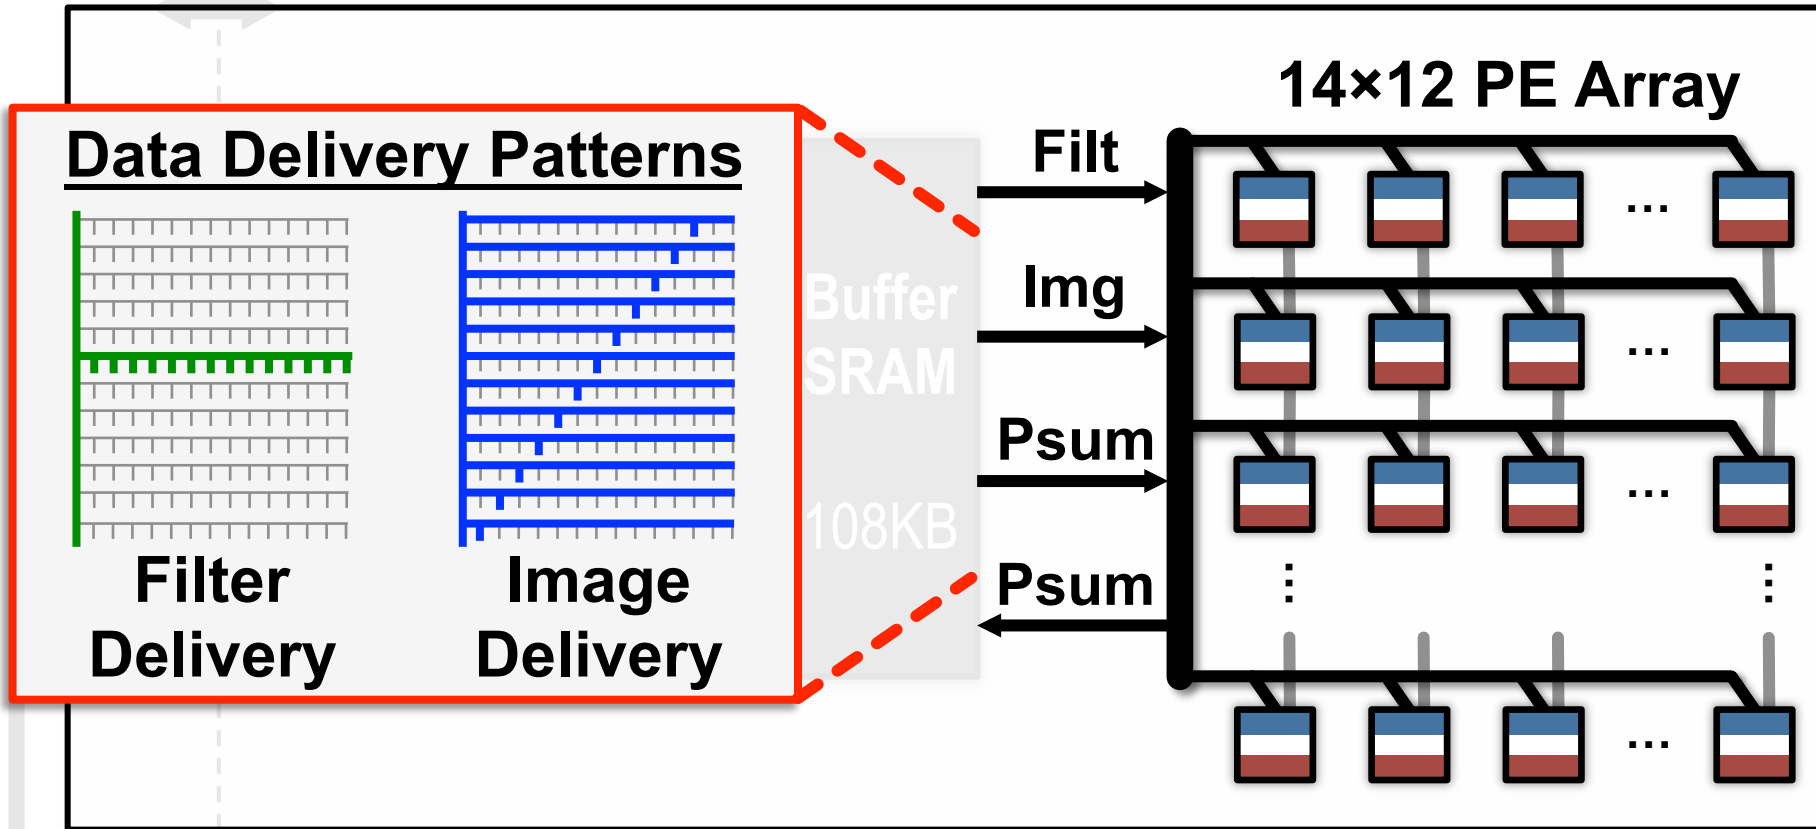 14×12 PE Array
Data Delivery Patterns
Filter
Delivery
Image
Delivery
Buffer
SRAM
108KB
Filt
Img
Psum
Psum
...
...
...
...
...
...